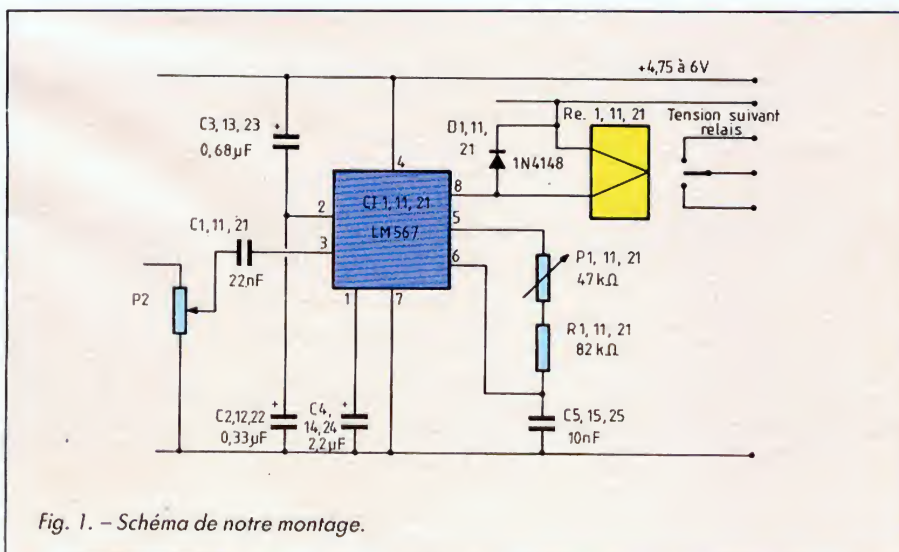 +4,75 à 6V
C3,13,23
0,68µF
D1,11,
21
1N4148
Re. 1, 11, 21
Tension suivant
relais
4
8
CI 1, 11, 21
LM567
2
3
5
6
1
7
C1, 11, 21
22nF
P2
P1, 11, 21
47kΩ
R1, 11, 21
82kΩ
C2,12,22
0,33µF
C4,
14,24
2,2µF
C5, 15, 25
10nF
Fig. 1. – Schéma de notre montage.